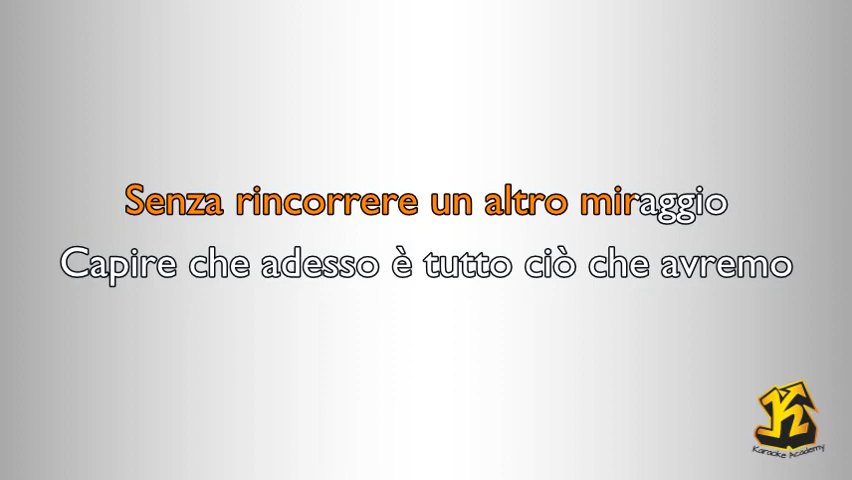 Senza rincorrere un altro miraggio
Capire che adesso è tutto ciò che avremo
K
Karaoke Academy